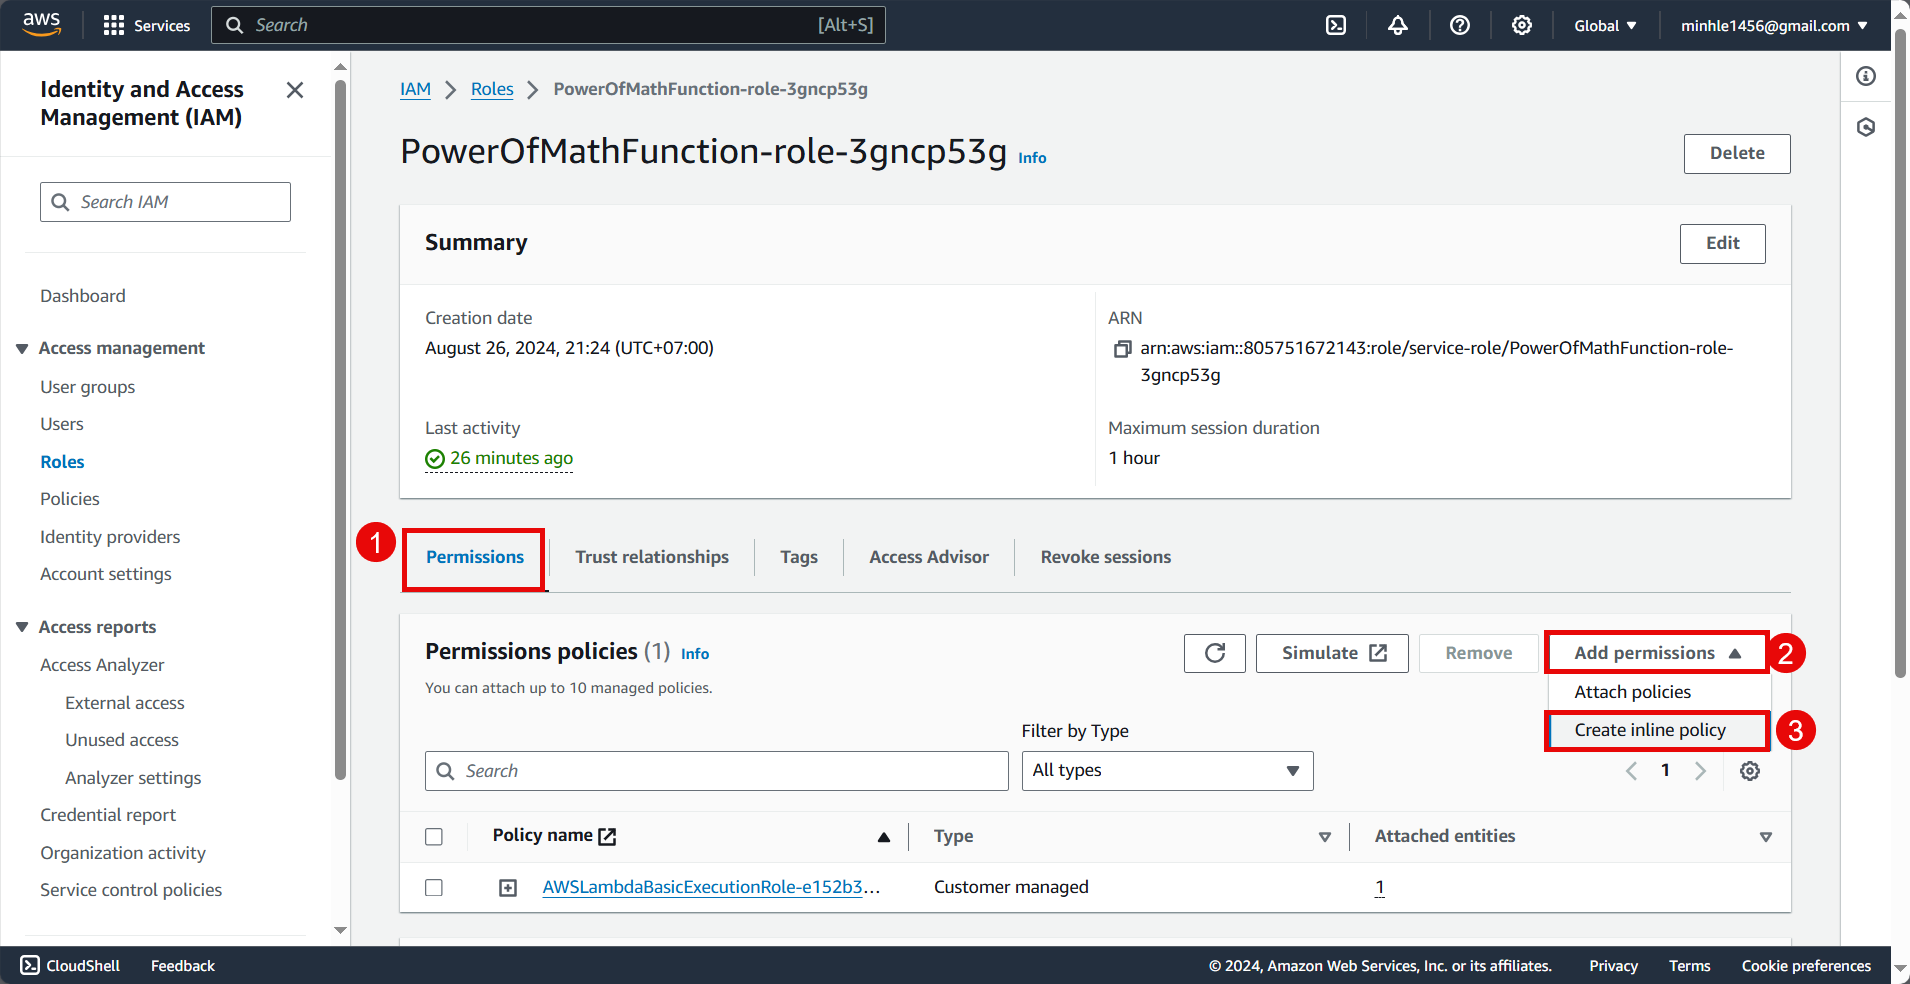 aws
Services
Search
[Alt+S]
Global
minhle1456@gmail.com
Identity and Access
Management (IAM)
Search IAM
Dashboard
Access management
User groups
Users
Roles
Policies
Identity providers
Account settings
Access reports
Access Analyzer
External access
Unused access
Analyzer settings
Credential report
Organization activity
Service control policies
IAM
Roles
PowerOfMathFunction-role-3gncp53g
PowerOfMathFunction-role-3gncp53g Info
Delete
Summary
Edit
Creation date
August 26, 2024, 21:24 (UTC+07:00)
ARN
arn:aws:iam::805751672143:role/service-role/PowerOfMathFunction-role-
3gncp53g
Last activity
26 minutes ago
Maximum session duration
1 hour
1
Permissions
Trust relationships
Tags
Access Advisor
Revoke sessions
Permissions policies (1) Info
You can attach up to 10 managed policies.
Simulate
Remove
Add permissions
2
Attach policies
Create inline policy
3
Filter by Type
Search
All types
1
Policy name
Type
Attached entities
AWSLambdaBasicExecutionRole-e152b3...
Customer managed
1
CloudShell
Feedback
© 2024, Amazon Web Services, Inc. or its affiliates.
Privacy
Terms
Cookie preferences